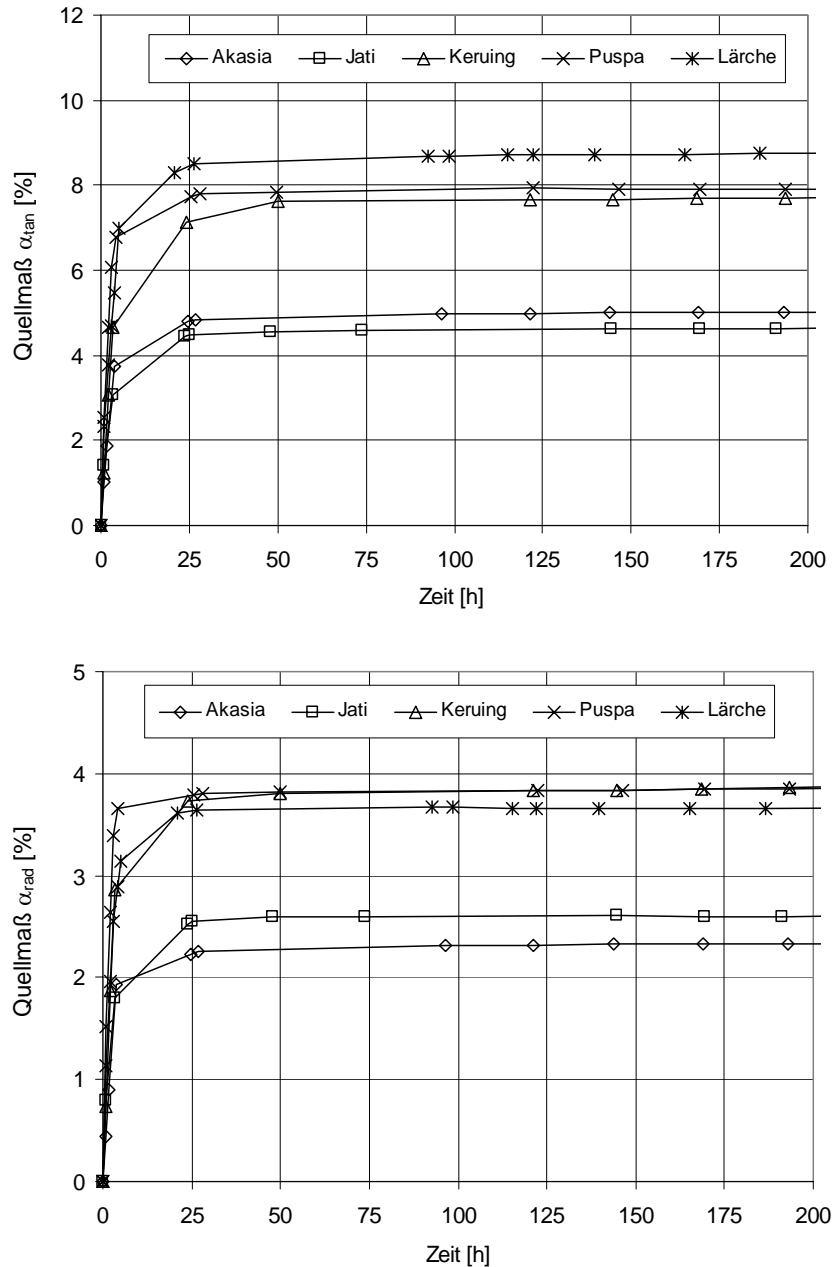 12
Akasia Jati Keruing Puspa Lärche
10
8
6
4
2
0
Quellmaß αtan [%]
0 25 50 75 100 125 150 175 200
Zeit [h]
5
Akasia Jati Keruing Puspa Lärche
4
3
2
1
0
Quellmaß αrad [%]
0 25 50 75 100 125 150 175 200
Zeit [h]